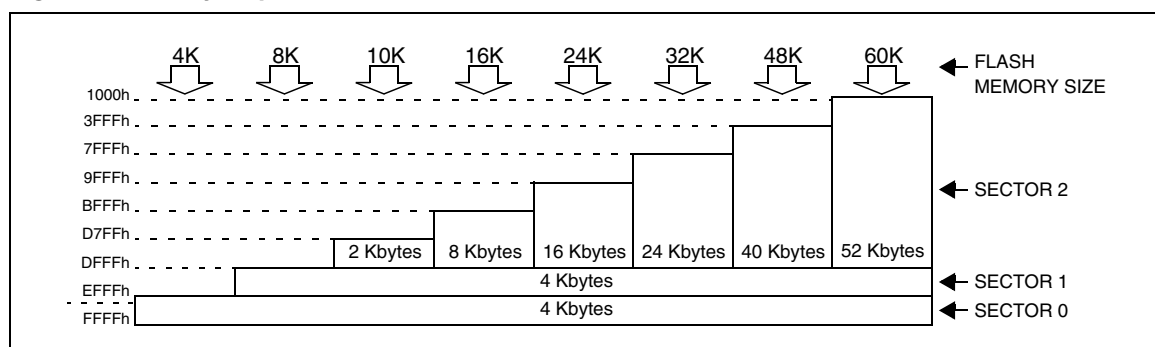 4K 8K 10K 16K 24K 32K 48K 60K FLASH
MEMORY SIZE
1000h
3FFFh
7FFFh
9FFFh
SECTOR 2
BFFFh
D7FFh
2 Kbytes 8 Kbytes 16 Kbytes 24 Kbytes 40 Kbytes 52 Kbytes
DFFFh
4 Kbytes SECTOR 1
EFFFh
4 Kbytes SECTOR 0
FFFFh